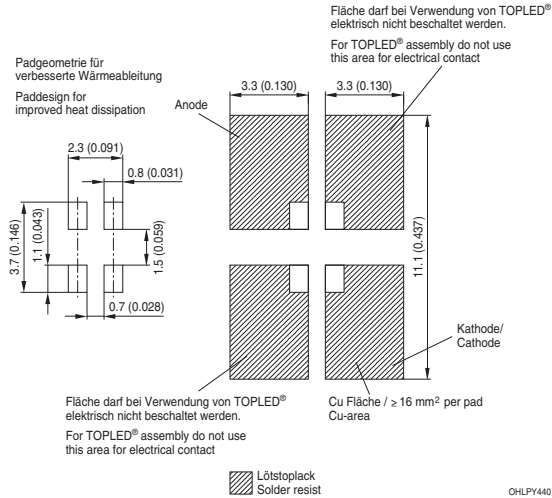 Fläche darf bei Verwendung von TOPLED®
elektrisch nicht beschaltet werden.
For TOPLED® assembly do not use
this area for electrical contact
Padgeometrie für
verbesserte Wärmeableitung
Paddesign for
improved heat dissipation
Anode
3.3 (0.130)
3.3 (0.130)
2.3 (0.091)
0.8 (0.031)
3.7 (0.146)
1.1 (0.043)
1.5 (0.059)
11.1 (0.437)
0.7 (0.028)
Kathode/
Cathode
Fläche darf bei Verwendung von TOPLED®
elektrisch nicht beschaltet werden.
For TOPLED® assembly do not use
this area for electrical contact
Cu Fläche / ≥ 16 mm² per pad
Cu-area
Lötstoplack
Solder resist
OHLPY440